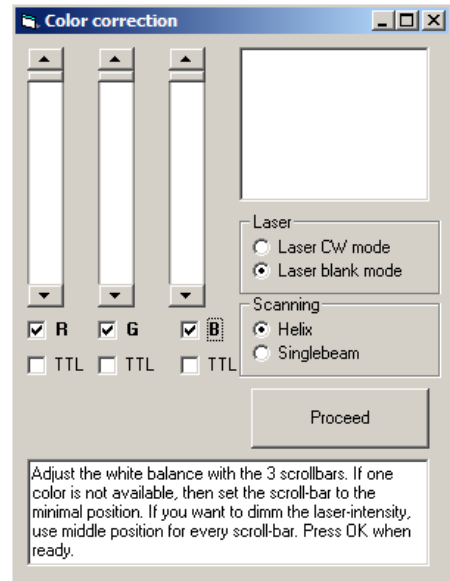 Color correction
Laser
Laser CW mode
Laser blank mode
Scanning
R G B
Helix
TTL TTL TTL
Singlebeam
Proceed
Adjust the white balance with the 3 scrollbars. If one
color is not available, then set the scroll-bar to the
minimal position. If you want to dimm the laser-intensity,
use middle position for every scroll-bar. Press OK when
ready.